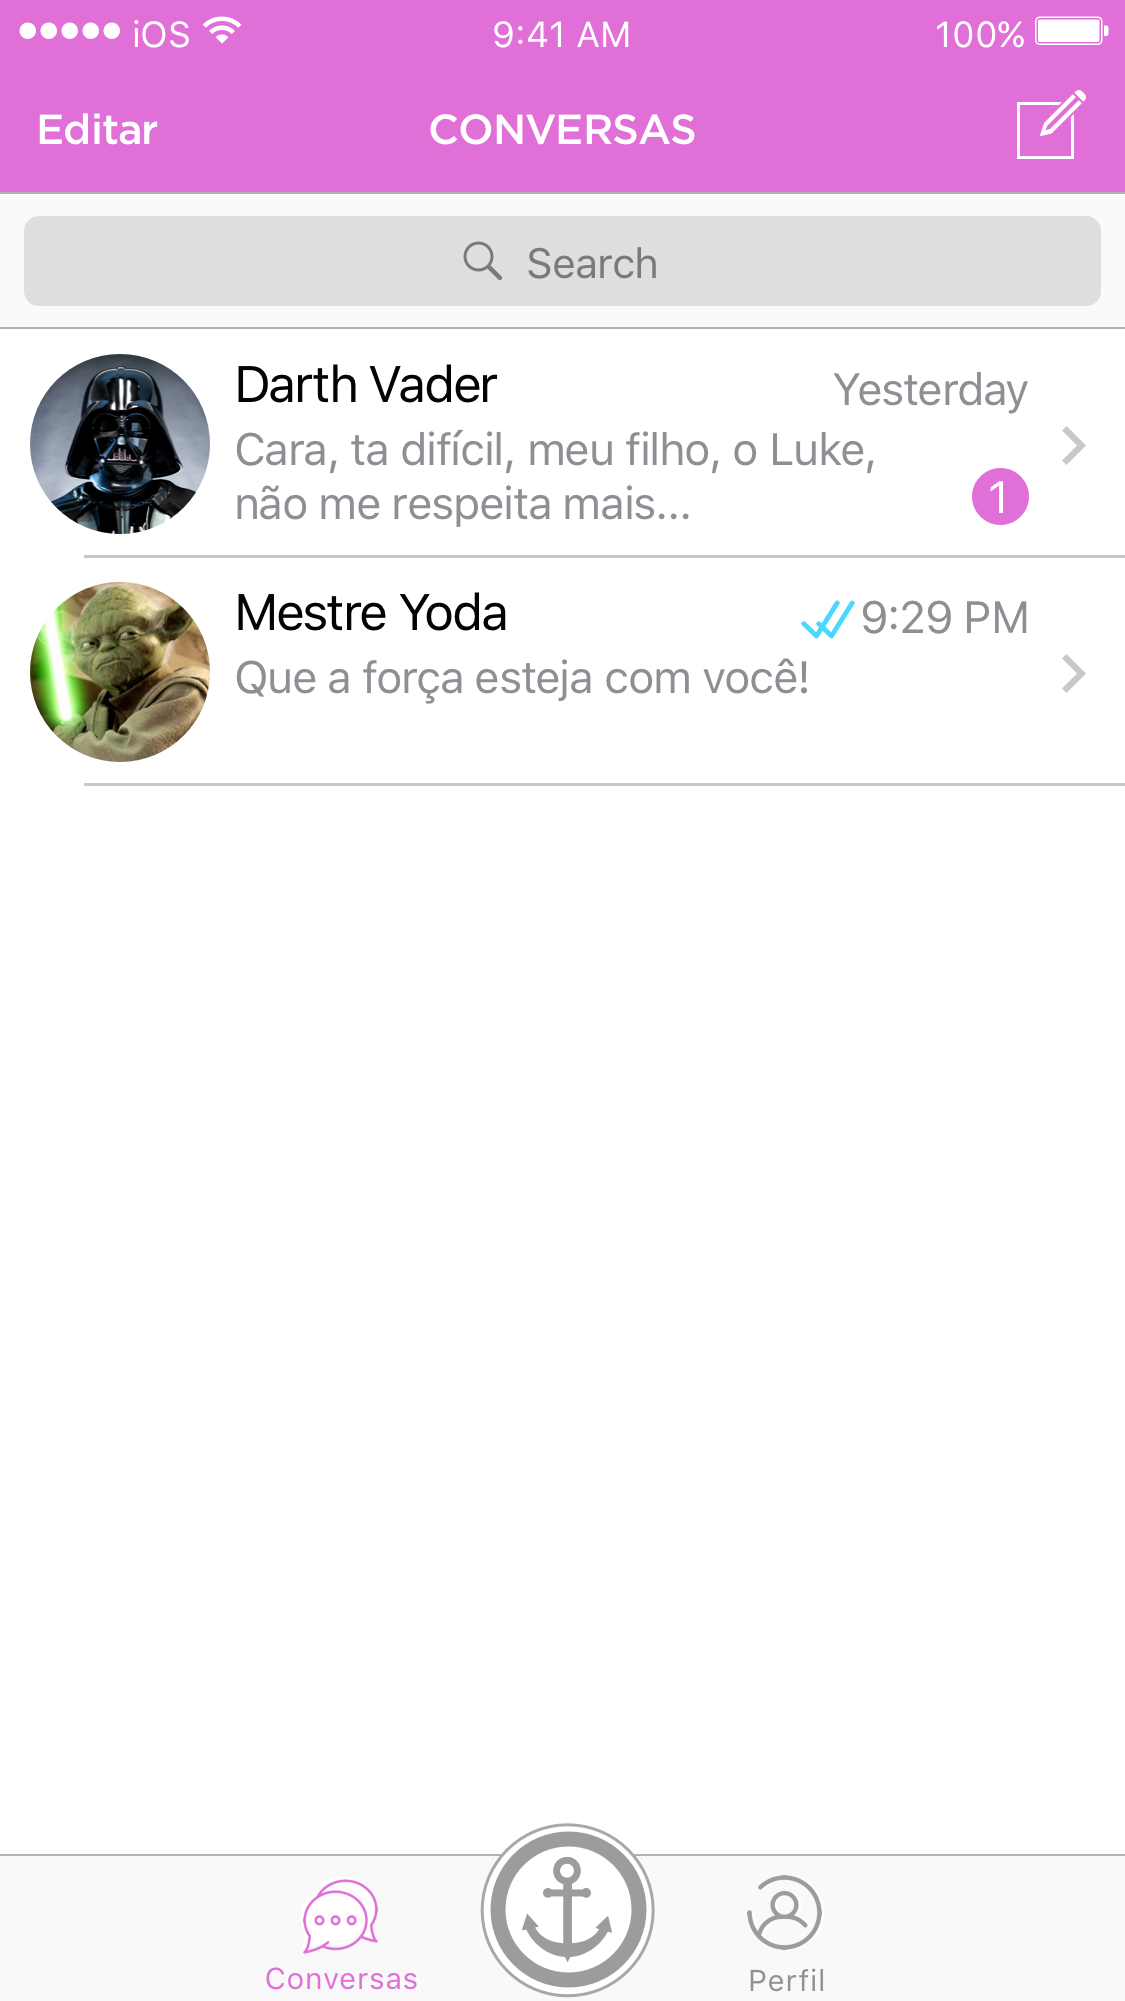 iOS 9:41 AM 100%
Editar CONVERSAS
Search
Darth Vader Yesterday
Cara, ta difícil, meu filho, o Luke,
não me respeita mais...
1
Mestre Yoda 9:29 PM
Que a força esteja com você!
Conversas Perfil